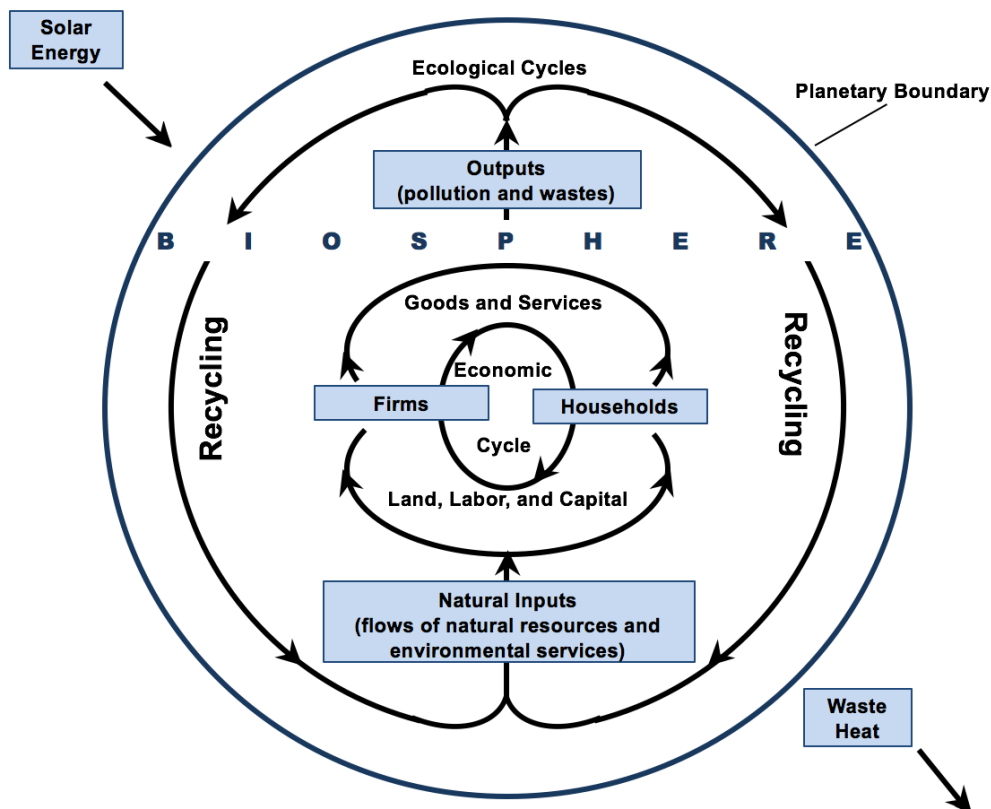 Solar
Energy
Ecological Cycles
Planetary Boundary
Outputs
(pollution and wastes)
B I O S P H E R E
Goods and Services
Recycling
Recycling
Economic
Firms
Households
Cycle
Land, Labor, and Capital
Natural Inputs
(flows of natural resources and
environmental services)
Waste
Heat